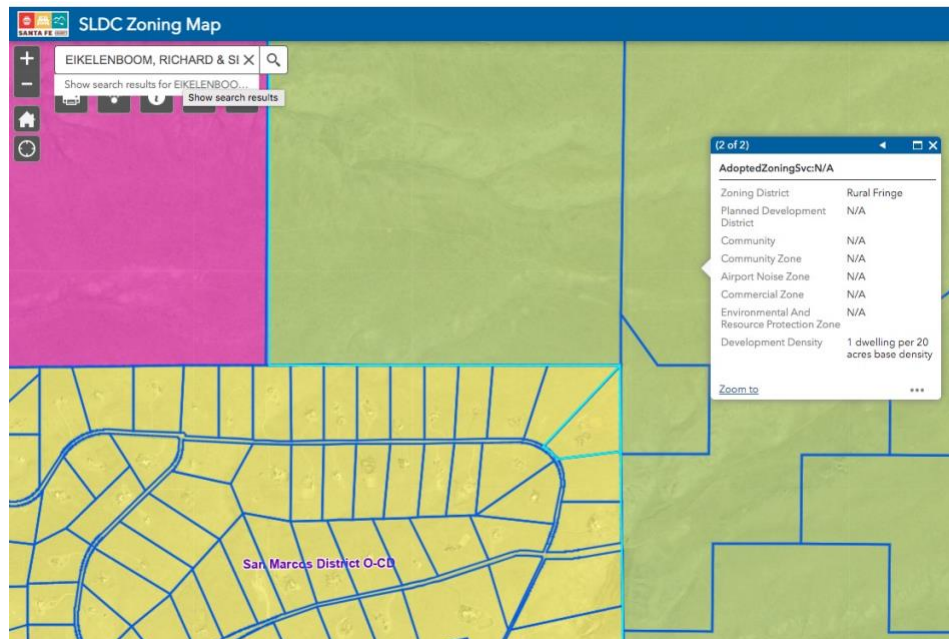 SANTA FE COUNTY
SLDC Zoning Map
+
EIKELENBOOM, RICHARD & SI
−
Show search results for EIKELENBOO...
Show search results
(2 of 2)
AdoptedZoningSvc:N/A
Zoning District Rural Fringe
Planned Development N/A
District
Community N/A
Community Zone N/A
Airport Noise Zone N/A
Commercial Zone N/A
Environmental And N/A
Resource Protection Zone
Development Density 1 dwelling per 20
acres base density
Zoom to
San Marcos District O-CD